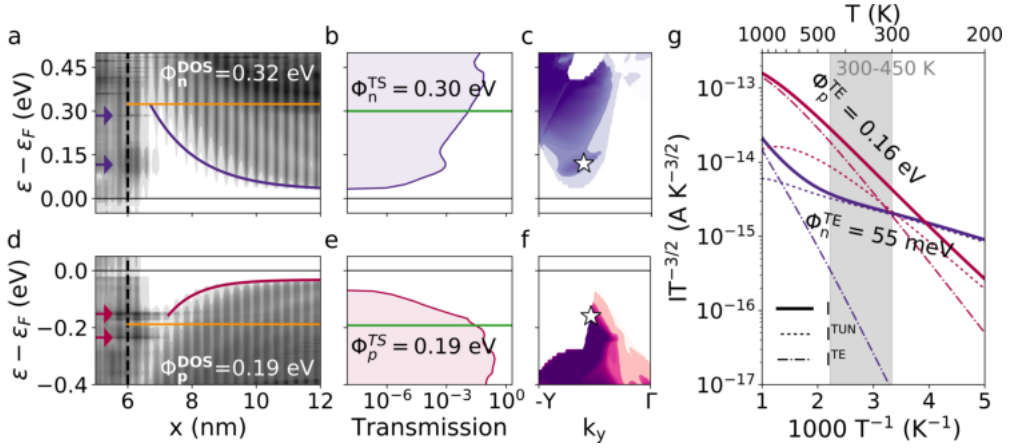 a
b
c
g
T (K)
1000 500 300 200
0.45
0.30
0.15
0.00
ε − ε_F (eV)
Φ_n^DOS=0.32 eV
Φ_n^TS = 0.30 eV
300-450 K
Φ_p^TE = 0.16 eV
Φ_n^TE = 55 meV
10^−13
10^−14
10^−15
10^−16
10^−17
IT^−3/2 (A K^−3/2)
I
I^TUN
I^TE
1 2 3 4 5
1000 T^−1 (K^−1)
d
e
f
0.0
−0.2
−0.4
ε − ε_F (eV)
Φ_p^DOS=0.19 eV
Φ_p^TS = 0.19 eV
6 8 10 12
x (nm)
10^−6 10^−3 10^0
Transmission
-Y Γ
k_y